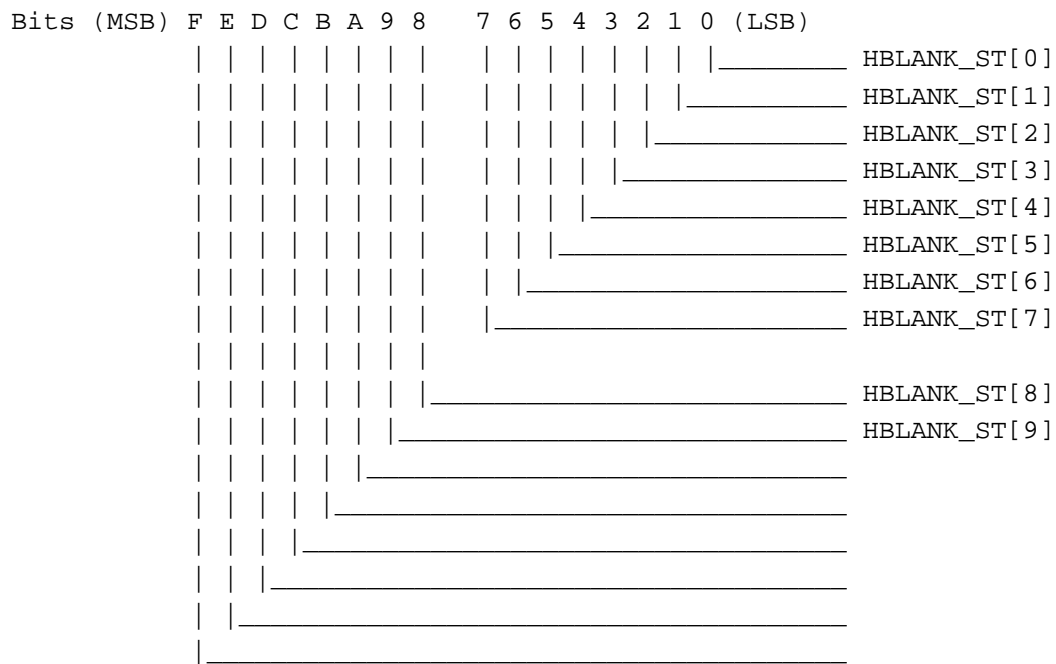 Bits (MSB) F E D C B A 9 8 7 6 5 4 3 2 1 0 (LSB)
HBLANK_ST[0]
HBLANK_ST[1]
HBLANK_ST[2]
HBLANK_ST[3]
HBLANK_ST[4]
HBLANK_ST[5]
HBLANK_ST[6]
HBLANK_ST[7]
HBLANK_ST[8]
HBLANK_ST[9]